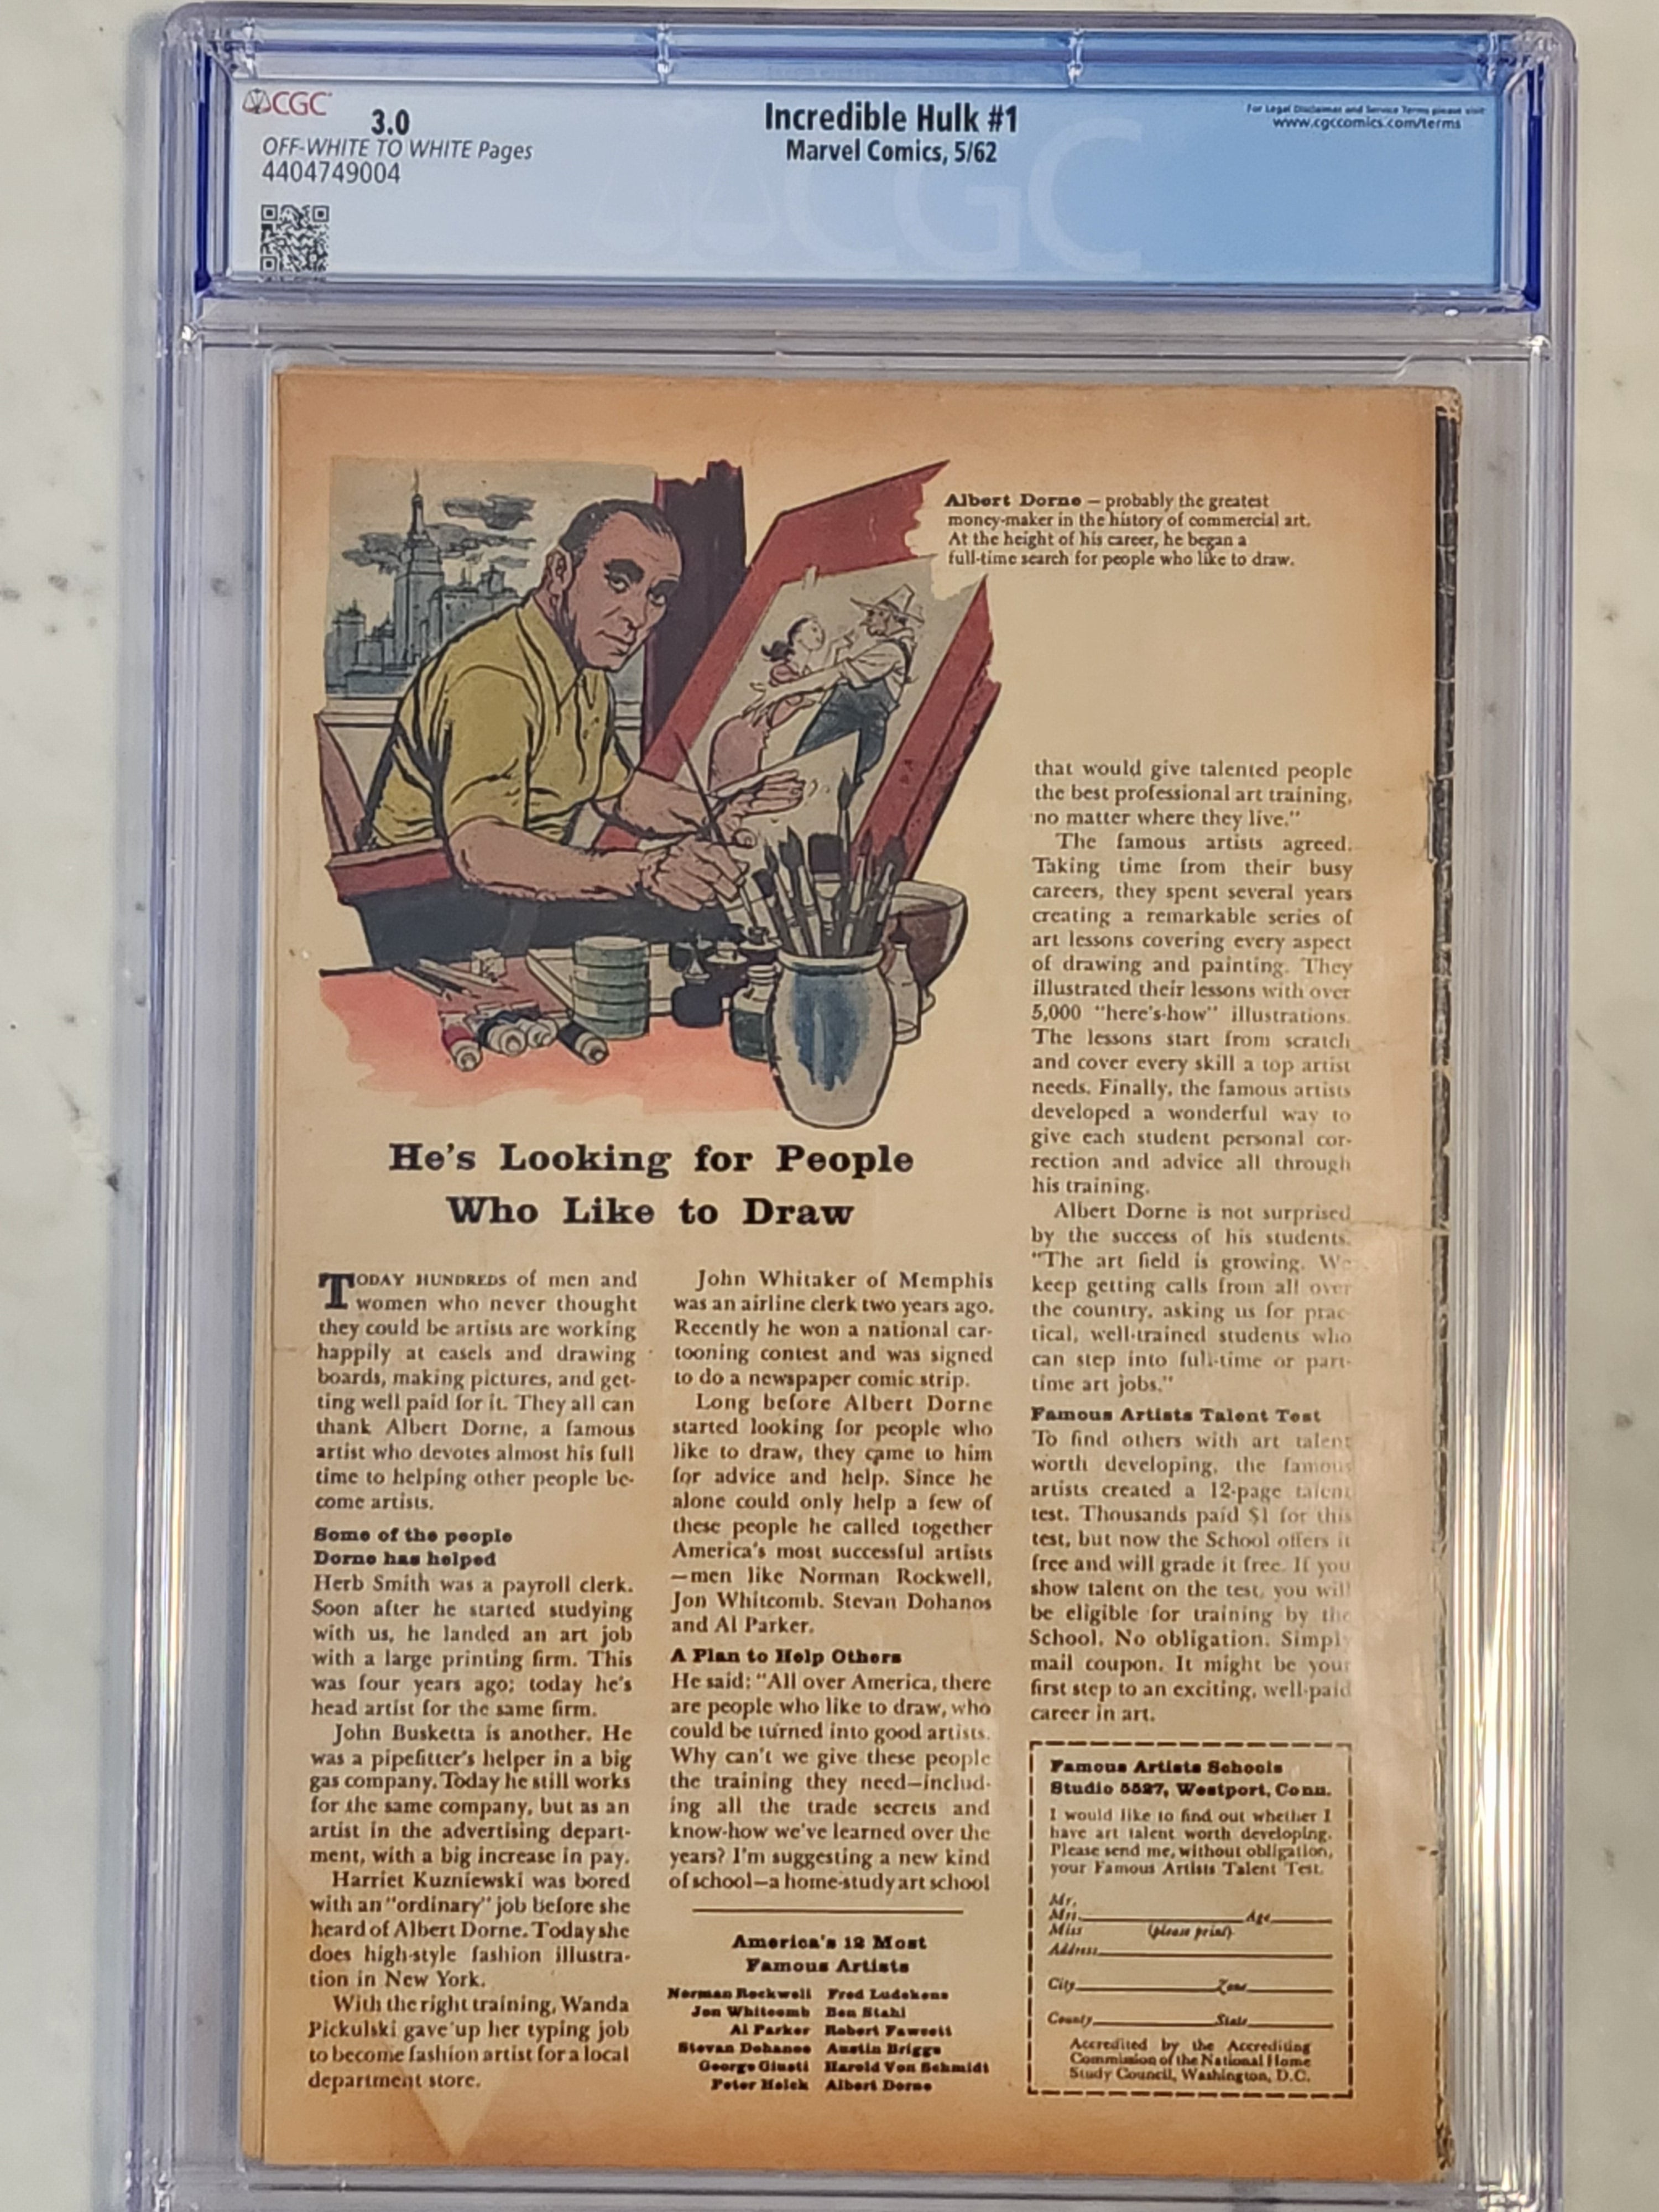 CGC
3.0
OFF-WHITE TO WHITE Pages
4404749004
Incredible Hulk #1
Marvel Comics, 5/62
For Legal Disclaimer and Service Terms please visit
www.cgccomics.com/terms
CGC
Albert Dorne – probably the greatest
money-maker in the history of commercial art.
At the height of his career, he began a
full-time search for people who like to draw.
He's Looking for People
Who Like to Draw
TODAY HUNDREDS of men and
women who never thought
they could be artists are working
happily at easels and drawing
boards, making pictures, and get-
ting well paid for it. They all can
thank Albert Dorne, a famous
artist who devotes almost his full
time to helping other people be-
come artists.
Some of the people
Dorne has helped
Herb Smith was a payroll clerk.
Soon after he started studying
with us, he landed an art job
with a large printing firm. This
was four years ago; today he's
head artist for the same firm.
John Busketta is another. He
was a pipefitter's helper in a big
gas company. Today he still works
for the same company, but as an
artist in the advertising depart-
ment, with a big increase in pay.
Harriet Kuzniewski was bored
with an "ordinary" job before she
heard of Albert Dorne. Today she
does high-style fashion illustra-
tion in New York.
With the right training, Wanda
Pickulski gave up her typing job
to become fashion artist for a local
department store.
John Whitaker of Memphis
was an airline clerk two years ago.
Recently he won a national car-
tooning contest and was signed
to do a newspaper comic strip.
Long before Albert Dorne
started looking for people who
like to draw, they came to him
for advice and help. Since he
alone could only help a few of
these people he called together
America's most successful artists
—men like Norman Rockwell,
Jon Whitcomb, Stevan Dohanos
and Al Parker.
A Plan to Help Others
He said: "All over America, there
are people who like to draw, who
could be turned into good artists.
Why can't we give these people
the training they need—includ-
ing all the trade secrets and
know-how we've learned over the
years? I'm suggesting a new kind
of school—a home-study art school
America's 12 Most
Famous Artists
Norman Rockwell Fred Ludekens
Jon Whitcomb Ben Stahl
Al Parker Robert Fawcett
Stevan Dohanos Austin Briggs
George Giusti Harold Von Schmidt
Peter Helck Albert Dorne
that would give talented people
the best professional art training,
no matter where they live."
The famous artists agreed.
Taking time from their busy
careers, they spent several years
creating a remarkable series of
art lessons covering every aspect
of drawing and painting. They
illustrated their lessons with over
5,000 "here's-how" illustrations.
The lessons start from scratch
and cover every skill a top artist
needs. Finally, the famous artists
developed a wonderful way to
give each student personal cor-
rection and advice all through
his training.
Albert Dorne is not surprised
by the success of his students.
"The art field is growing. We
keep getting calls from all over
the country, asking us for prac-
tical, well-trained students who
can step into full-time or part-
time art jobs."
Famous Artists Talent Test
To find others with art talent
worth developing, the famous
artists created a 12-page talent
test. Thousands paid $1 for this
test, but now the School offers it
free and will grade it free. If you
show talent on the test, you will
be eligible for training by the
School. No obligation. Simply
mail coupon. It might be your
first step to an exciting, well-paid
career in art.
Famous Artists Schools
Studio 5527, Westport, Conn.
I would like to find out whether I
have art talent worth developing.
Please send me, without obligation,
your Famous Artists Talent Test.
Mr.
Mrs. Age
Miss (please print)
Address
City Zone
County State
Accredited by the Accrediting
Commission of the National Home
Study Council, Washington, D.C.